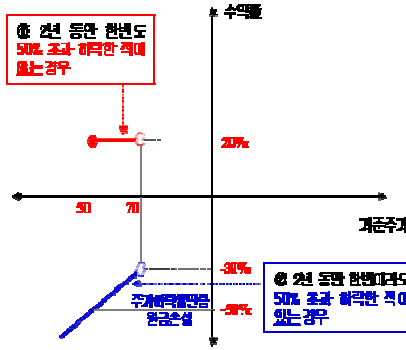 수익률
① 2년 동안 한번도
50% 초과 하락한 적이
없는 경우
20%
50
70
기준주가
-30%
② 2년 동안 한번이라도
50% 초과 하락한 적이
있는 경우
주가하락률만큼
원금손실
-50%